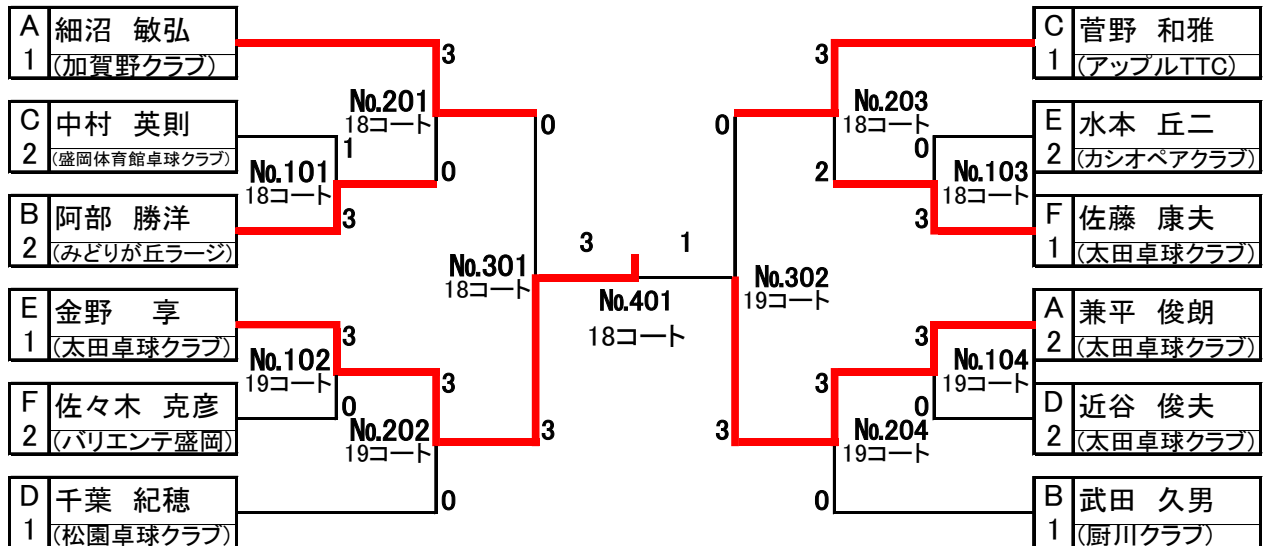 A 細沼 敏弘
1 (加賀野クラブ)
C 中村 英則
2 (盛岡体育館卓球クラブ)
B 阿部 勝洋
2 (みどりが丘ラージ)
E 金野 享
1 (太田卓球クラブ)
F 佐々木 克彦
2 (バリエンテ盛岡)
D 千葉 紀穂
1 (松園卓球クラブ)
1
No.101
18コート
3
3
No.102
19コート
0
3
No.201
18コート
0
3
No.202
19コート
0
0
No.301
18コート
3
3 1
No.401
18コート
0
No.302
19コート
3
3
No.203
18コート
2
3
No.204
19コート
0
0
No.103
18コート
3
3
No.104
19コート
0
C 菅野 和雅
1 (アップルTTC)
E 水本 丘二
2 (カシオペアクラブ)
F 佐藤 康夫
1 (太田卓球クラブ)
A 兼平 俊朗
2 (太田卓球クラブ)
D 近谷 俊夫
2 (太田卓球クラブ)
B 武田 久男
1 (厨川クラブ)